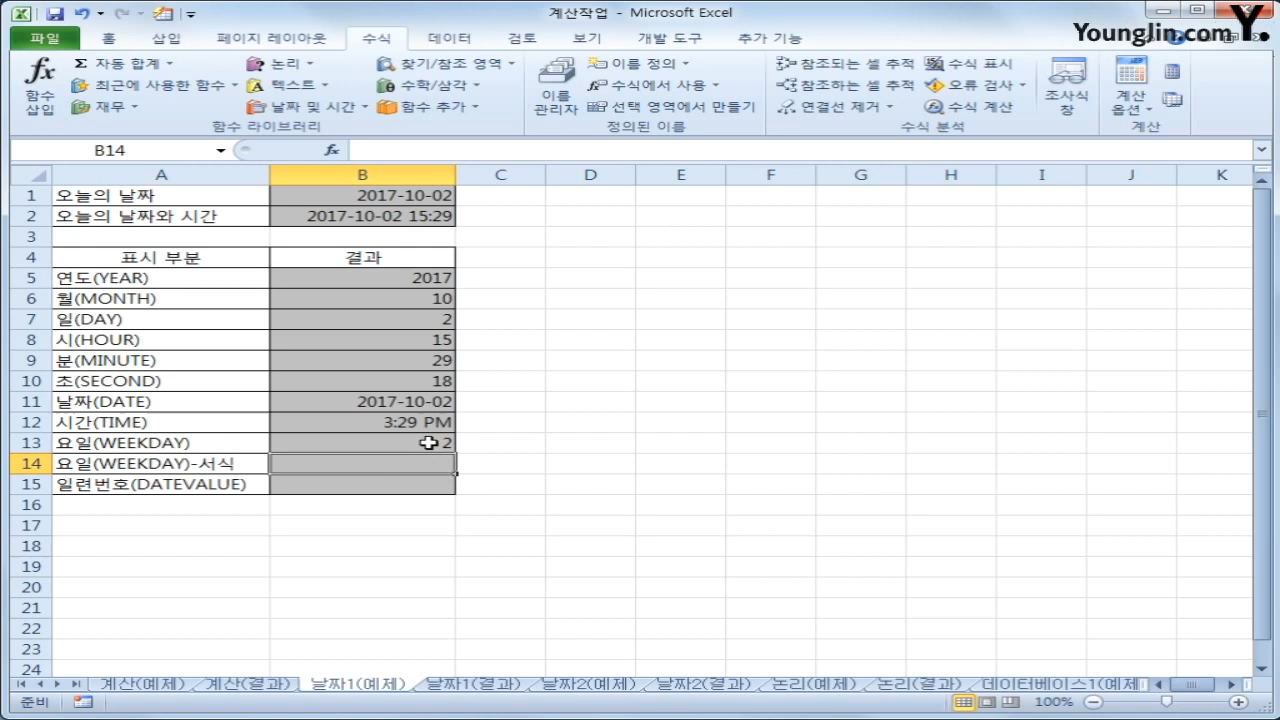 계산작업 - Microsoft Excel
Younglin.com Y.
파일 홈 삽입 페이지 레이아웃 수식 데이터 검토 보기 개발 도구 추가 기능
fx 함수 삽입
Σ 자동 합계
최근에 사용한 함수
재무
논리
텍스트
날짜 및 시간
찾기/참조 영역
수학/삼각
함수 추가
함수 라이브러리
이름 관리자
이름 정의
수식에서 사용
선택 영역에서 만들기
정의된 이름
참조되는 셀 추적
참조하는 셀 추적
연결선 제거
수식 표시
오류 검사
수식 계산
조사식 창
수식 분석
계산 옵션
계산
B14 fx
A B C D E F G H I J K
1 오늘의 날짜 2017-10-02
2 오늘의 날짜와 시간 2017-10-02 15:29
3
4 표시 부분 결과
5 연도(YEAR) 2017
6 월(MONTH) 10
7 일(DAY) 2
8 시(HOUR) 15
9 분(MINUTE) 29
10 초(SECOND) 18
11 날짜(DATE) 2017-10-02
12 시간(TIME) 3:29 PM
13 요일(WEEKDAY) 2
14 요일(WEEKDAY)-서식
15 일련번호(DATEVALUE)
16
17
18
19
20
21
22
23
24
계산(예제) 계산(결과) 날짜1(예제) 날짜1(결과) 날짜2(예제) 날짜2(결과) 논리(예제) 논리(결과) 데이터베이스1(예제
준비 100%